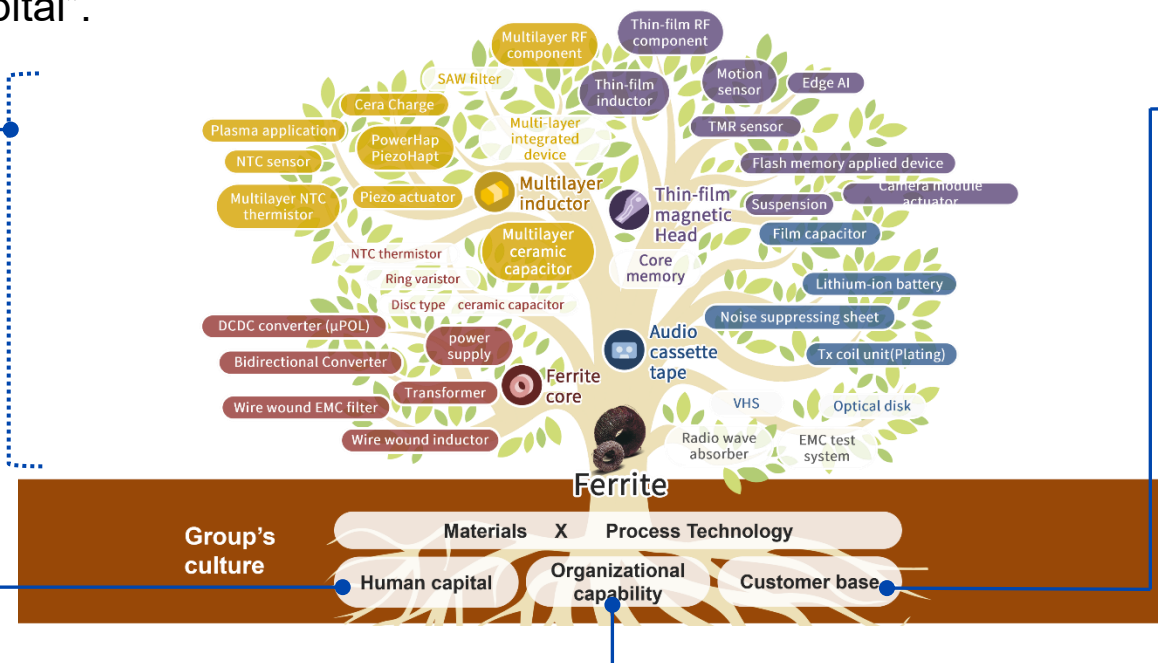 pital".
Multilayer RF
component
Thin-film RF
component
SAW filter
Thin-film
inductor
Motion
sensor
Edge AI
Cera Charge
Multi-layer
integrated
device
TMR sensor
Plasma application
PowerHap
PiezoHapt
NTC sensor
Flash memory applied device
Multilayer NTC
thermistor
Piezo actuator
Multilayer
inductor
Thin-film
magnetic
Head
Suspension
Camera module
actuator
Multilayer
ceramic
capacitor
Film capacitor
NTC thermistor
Core
memory
Ring varistor
Lithium-ion battery
Disc type ceramic capacitor
Noise suppressing sheet
DCDC converter (μPOL)
power
supply
Audio
cassette
tape
Bidirectional Converter
Tx coil unit(Plating)
Transformer
Ferrite
core
Wire wound EMC filter
VHS
Optical disk
Wire wound inductor
Radio wave
absorber
EMC test
system
Ferrite
Group's
culture
Materials X Process Technology
Human capital
Organizational
capability
Customer base